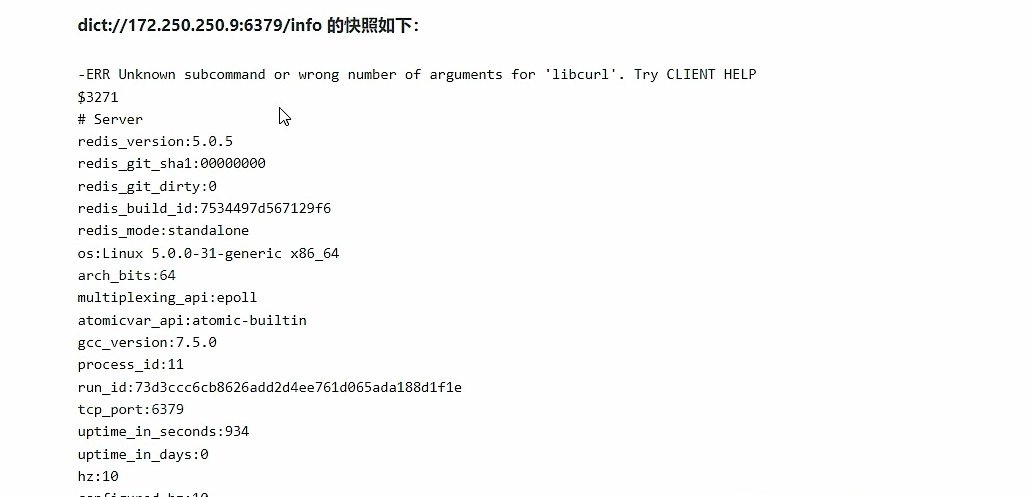 dict://172.250.250.9:6379/info 的快照如下：
-ERR Unknown subcommand or wrong number of arguments for 'libcurl'. Try CLIENT HELP
$3271
# Server
redis_version:5.0.5
redis_git_sha1:00000000
redis_git_dirty:0
redis_build_id:7534497d567129f6
redis_mode:standalone
os:Linux 5.0.0-31-generic x86_64
arch_bits:64
multiplexing_api:epoll
atomicvar_api:atomic-builtin
gcc_version:7.5.0
process_id:11
run_id:73d3ccc6cb8626add2d4ee761d065ada188d1f1e
tcp_port:6379
uptime_in_seconds:934
uptime_in_days:0
hz:10
configured_hz:10